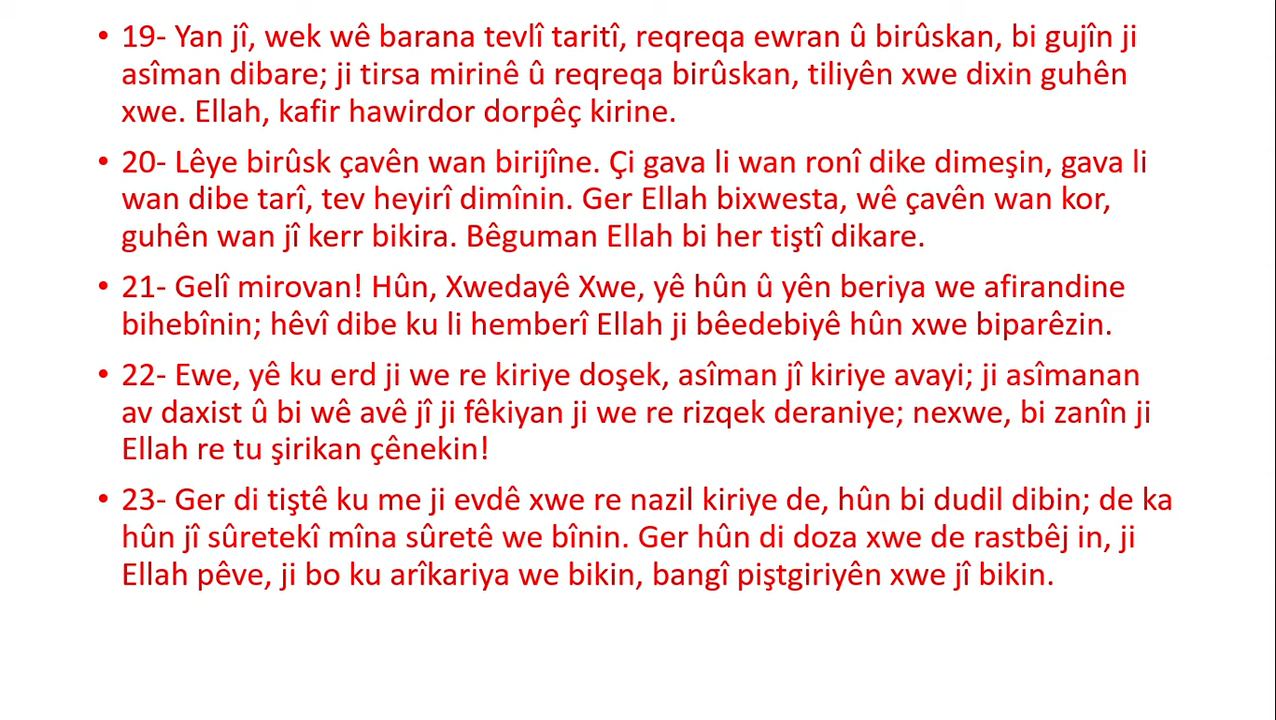 • 19- Yan jî, wek wê barana tevlî taritî, reqreqa ewran û birûskan, bi gujîn ji
asîman dibare; ji tirsa mirinê û reqreqa birûskan, tiliyên xwe dixin guhên
xwe. Ellah, kafir hawirdor dorpêç kirine.
• 20- Lêye birûsk çavên wan birijîne. Çi gava li wan ronî dike dimeşin, gava li
wan dibe tarî, tev heyirî dimînin. Ger Ellah bixwesta, wê çavên wan kor,
guhên wan jî kerr bikira. Bêguman Ellah bi her tiştî dikare.
• 21- Gelî mirovan! Hûn, Xwedayê Xwe, yê hûn û yên beriya we afirandine
bihebînin; hêvî dibe ku li hemberî Ellah ji bêedebiyê hûn xwe biparêzin.
• 22- Ewe, yê ku erd ji we re kiriye doşek, asîman jî kiriye avayi; ji asîmanan
av daxist û bi wê avê jî ji fêkiyan ji we re rizqek deraniye; nexwe, bi zanîn ji
Ellah re tu şirikan çênekin!
• 23- Ger di tiştê ku me ji evdê xwe re nazil kiriye de, hûn bi dudil dibin; de ka
hûn jî sûretekî mîna sûretê we bînin. Ger hûn di doza xwe de rastbêj in, ji
Ellah pêve, ji bo ku arîkariya we bikin, bangî piştgiriyên xwe jî bikin.